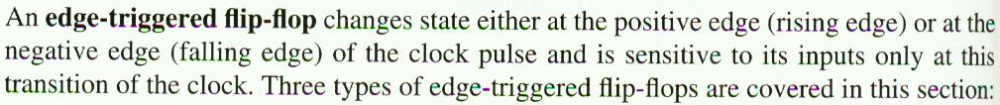 An edge-triggered flip-flop changes state either at the positive edge (rising edge) or at the
negative edge (falling edge) of the clock pulse and is sensitive to its inputs only at this
transition of the clock. Three types of edge-triggered flip-flops are covered in this section: